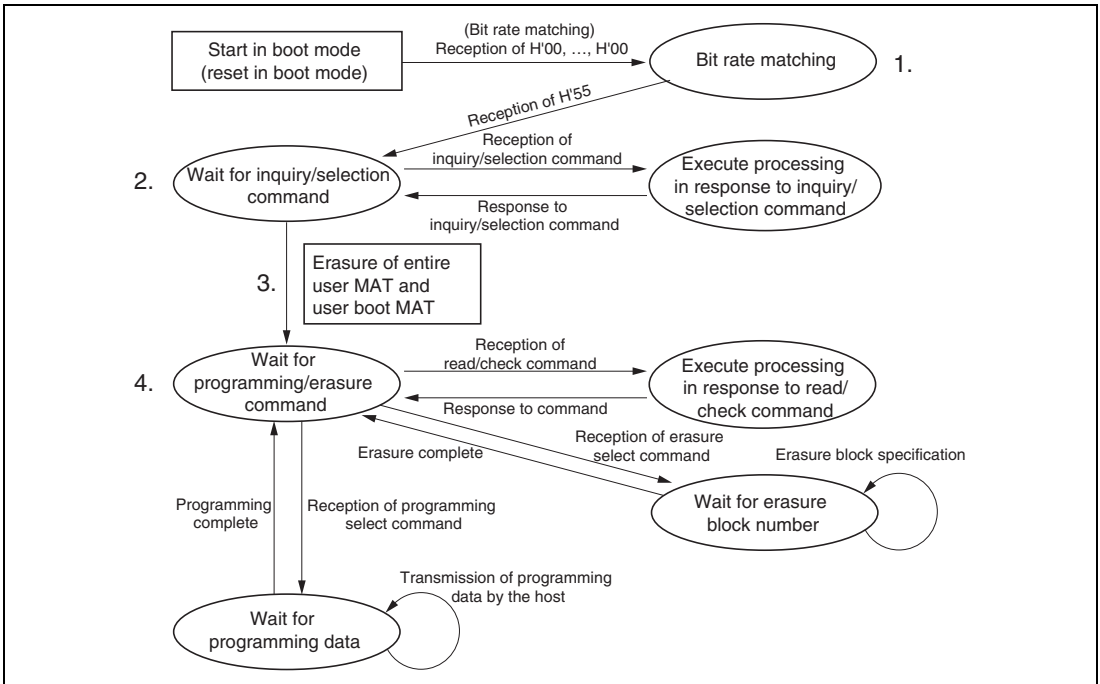 Start in boot mode
(reset in boot mode)
(Bit rate matching)
Reception of H'00, ..., H'00
Bit rate matching
1.
Reception of H'55
2.
Wait for inquiry/selection
command
Reception of
inquiry/selection command
Response to
inquiry/selection command
Execute processing
in response to inquiry/
selection command
3.
Erasure of entire
user MAT and
user boot MAT
4.
Wait for
programming/erasure
command
Reception of
read/check command
Response to command
Execute processing
in response to read/
check command
Erasure complete
Reception of erasure
select command
Erasure block specification
Wait for erasure
block number
Programming
complete
Reception of programming
select command
Transmission of programming
data by the host
Wait for
programming data